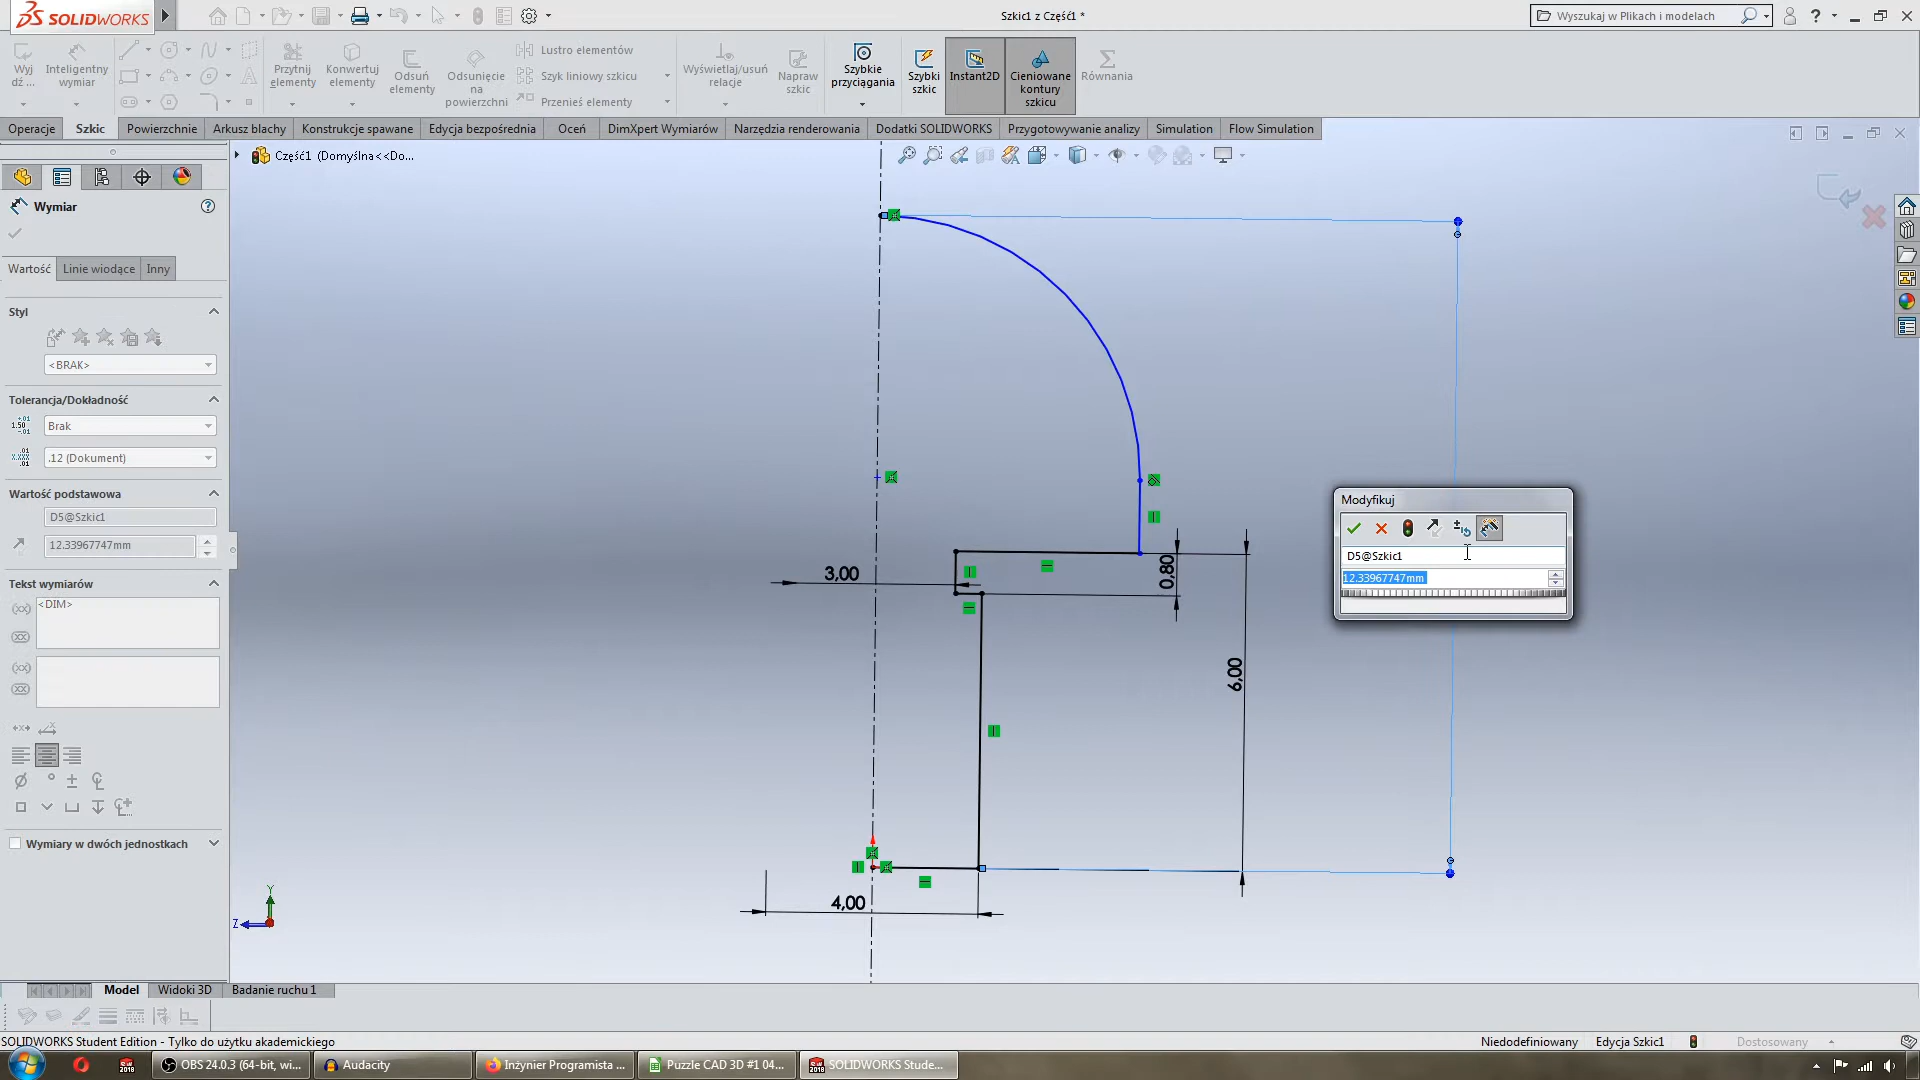 SOLIDWORKS
Szkic1 z Część1 *
Wyszukaj w Plikach i modelach
Wyj
dź ...
Inteligentny
wymiar
Przytnij
elementy
Konwertuj
elementy
Odsuń
elementy
Odsunięcie
na
powierzchni
Lustro elementów
Szyk liniowy szkicu
Przenieś elementy
Wyświetlaj/usuń
relacje
Napraw
szkic
Szybkie
przyciągania
Szybki
szkic
Instant2D
Cieniowane
kontury
szkicu
Równania
Operacje
Szkic
Powierzchnie
Arkusz blachy
Konstrukcje spawane
Edycja bezpośrednia
Oceń
DimXpert Wymiarów
Narzędzia renderowania
Dodatki SOLIDWORKS
Przygotowywanie analizy
Simulation
Flow Simulation
Część1 (Domyślna<<Do...
Wymiar
Wartość
Linie wiodące
Inny
Styl
<BRAK>
Tolerancja/Dokładność
Brak
.12 (Dokument)
Wartość podstawowa
D5@Szkic1
12.33967747mm
Tekst wymiarów
<DIM>
Wymiary w dwóch jednostkach
3,00
0,80
6,00
4,00
Modyfikuj
D5@Szkic1
12.33967747mm
Y
Z
Model
Widoki 3D
Badanie ruchu 1
SOLIDWORKS Student Edition - Tylko do użytku akademickiego
Niedodefiniowany
Edycja Szkic1
Dostosowany
OBS 24.0.3 (64-bit, wi...
Audacity
Inżynier Programista ...
Puzzle CAD 3D #1 04...
SOLIDWORKS Stude...